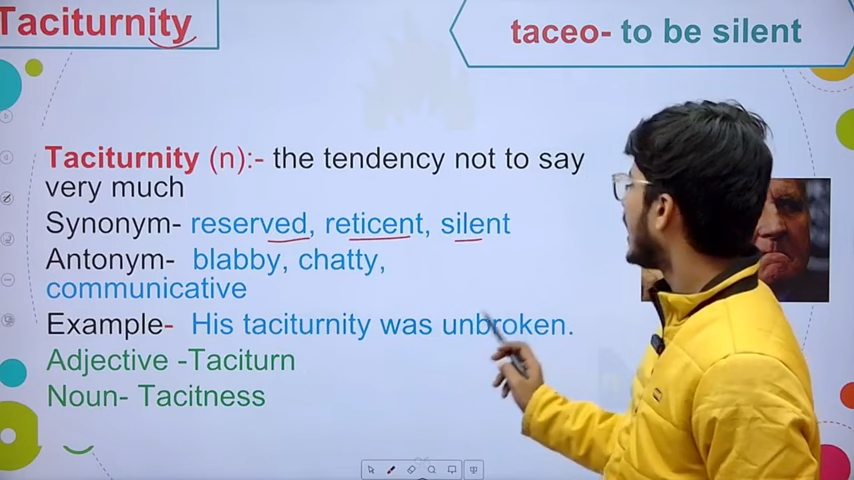 Taciturnity
taceo- to be silent
Taciturnity (n):- the tendency not to say
very much
Synonym- reserved, reticent, silent
Antonym- blabby, chatty,
communicative
Example- His taciturnity was unbroken.
Adjective -Taciturn
Noun- Tacitness